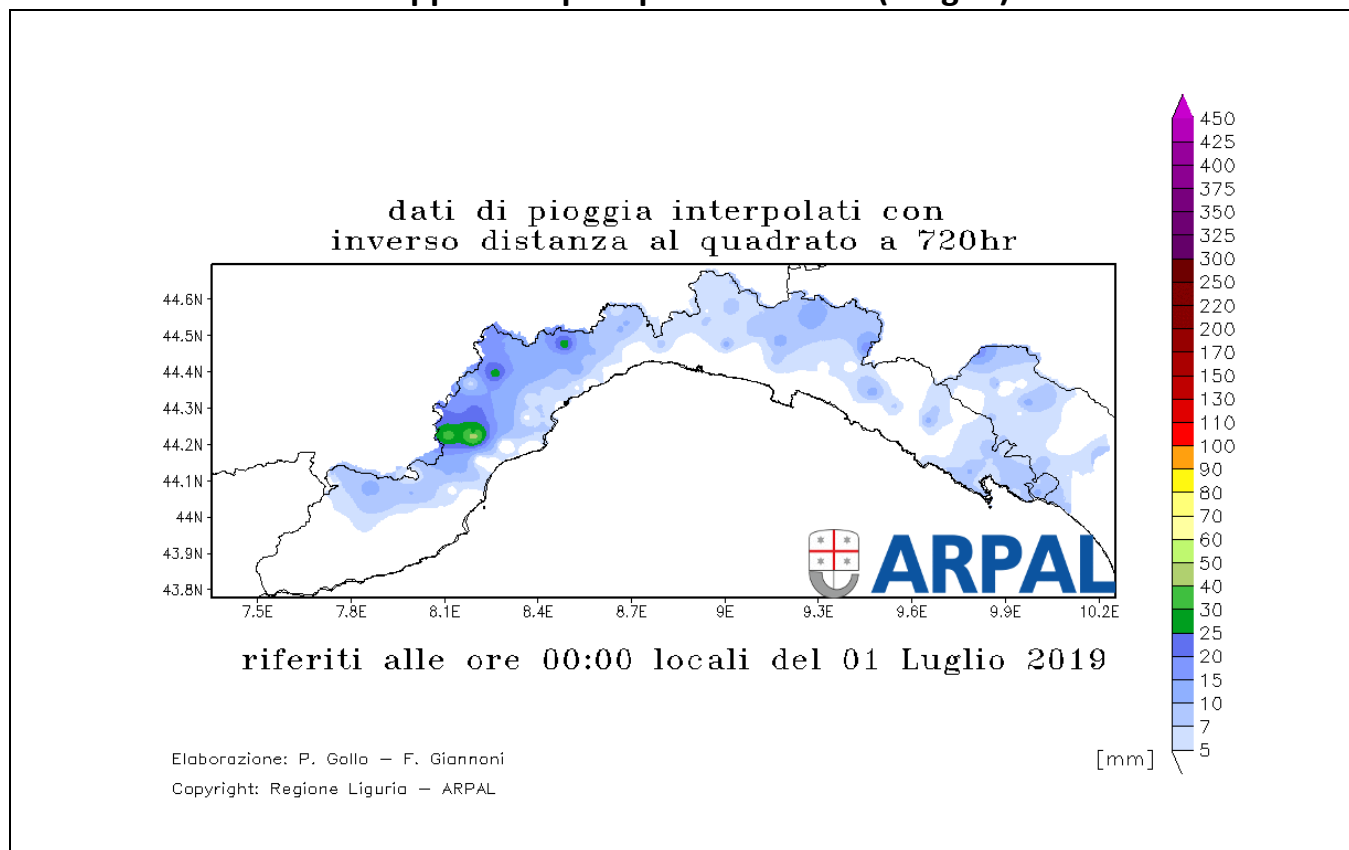 dati di pioggia interpolati con
inverso distanza al quadrato a 720hr
450
425
400
375
350
325
300
250
220
200
170
150
130
110
100
90
80
70
60
50
40
30
25
20
15
10
7
5
[mm]
44.6N
44.5N
44.4N
44.3N
44.2N
44.1N
44N
43.9N
43.8N
7.5E 7.8E 8.1E 8.4E 8.7E 9E 9.3E 9.6E 9.9E 10.2E
ARPAL
riferiti alle ore 00:00 locali del 01 Luglio 2019
Elaborazione: P. Gollo – F. Giannoni
Copyright: Regione Liguria – ARPAL